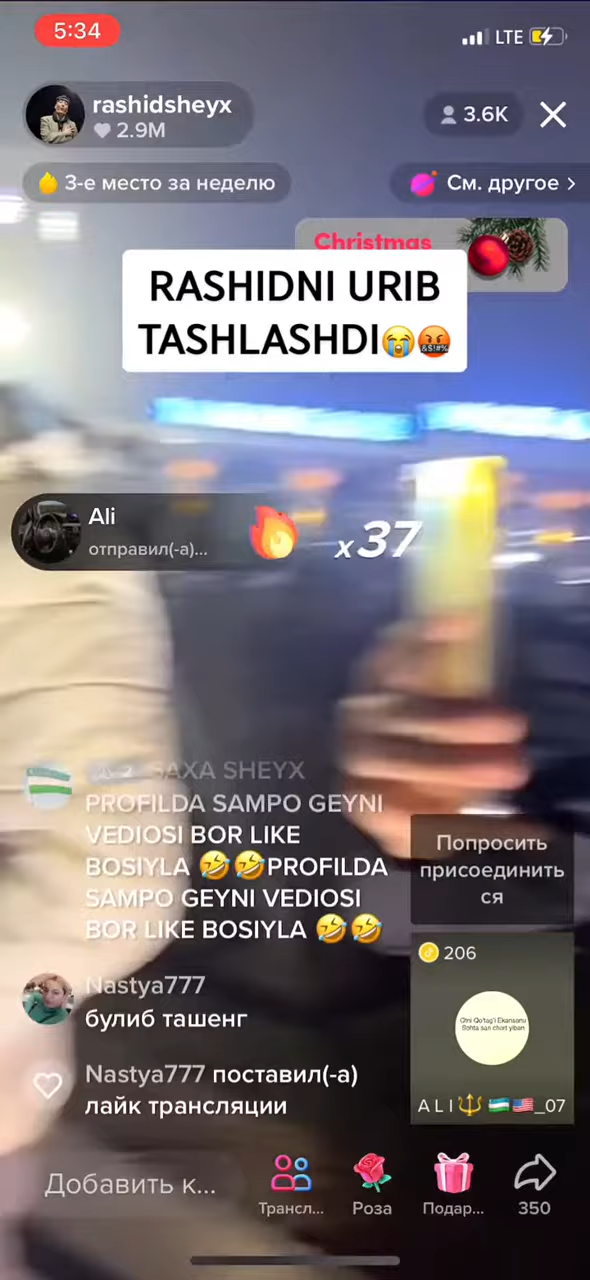 5:34
LTE
rashidsheyx
2.9M
3.6K
3-е место за неделю
См. другое >
Christmas
RASHIDNI URIB
TASHLASHDI😭🤬
Ali
отправил(-а)...
x37
SAXA SHEYX
PROFILDA SAMPO GEYNI
VEDIOSI BOR LIKE
BOSIYLA 🤣🤣PROFILDA
SAMPO GEYNI VEDIOSI
BOR LIKE BOSIYLA 🤣🤣
Попросить
присоединить
ся
206
A L I🔱 🇺🇿🇺🇸_07
Nastya777
булиб ташенг
Nastya777 поставил(-а)
лайк трансляции
Добавить к...
Трансл...
Роза
Подар...
350